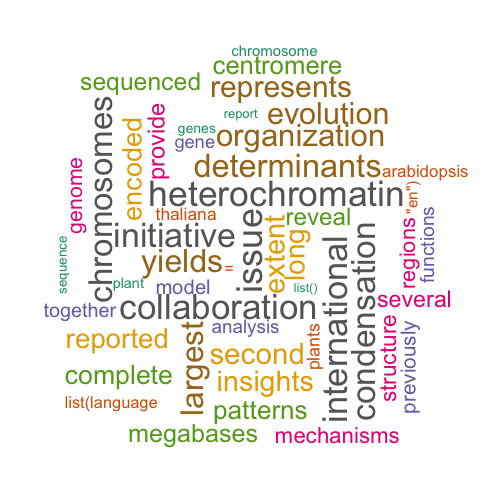 chromosome
centromere
sequenced
represents
evolution
report
provide
encoded
chromosomes
genes
organization
gene
determinants
arabidopsis
genome
heterochromatin
"en")
thaliana
reveal
issue
initiative
extent
long
regions
functions
yields
=
international
condensation
sequence
plant
model
list()
several
together
collaboration
analysis
largest
reported
second
plants
structure
previously
complete
insights
list(language
patterns
megabases
mechanisms